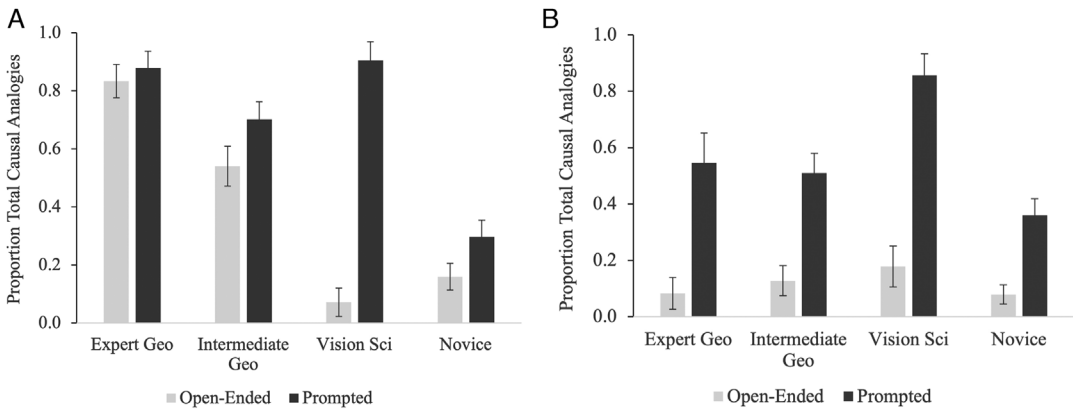 A
Proportion Total Causal Analogies
1.0
0.8
0.6
0.4
0.2
0.0
Expert Geo
Intermediate
Geo
Vision Sci
Novice
Open-Ended
Prompted
B
Proportion Total Causal Analogies
1.0
0.8
0.6
0.4
0.2
0.0
Expert Geo
Intermediate
Geo
Vision Sci
Novice
Open-Ended
Prompted